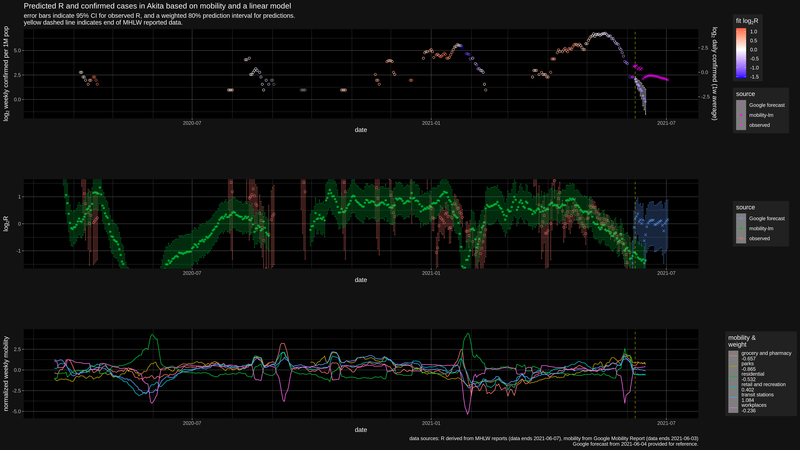 Predicted R and confirmed cases in Akita based on mobility and a linear model
error bars indicate 95% CI for observed R, and a weighted 80% prediction interval for predictions.
yellow dashed line indicates end of MHLW reported data.
log₂ weekly confirmed per 1M pop
5.0
2.5
0.0
2020-07
2021-01
2021-07
date
2.5
0.0
-2.5
log₂ daily confirmed (1w average)
fit log₂R
1.0
0.5
0.0
-0.5
-1.0
-1.5
source
Google forecast
mobility-lm
observed
log₂R
1
0
-1
2020-07
2021-01
2021-07
date
source
Google forecast
mobility-lm
observed
normalized weekly mobility
2.5
0.0
-2.5
-5.0
2020-07
2021-01
2021-07
date
mobility &
weight
grocery and pharmacy
-0.657
parks
-0.865
residential
-0.532
retail and recreation
0.402
transit stations
1.084
workplaces
-0.236
data sources: R derived from MHLW reports (data ends 2021-06-07), mobility from Google Mobility Report (data ends 2021-06-03)
Google forecast from 2021-06-04 provided for reference.